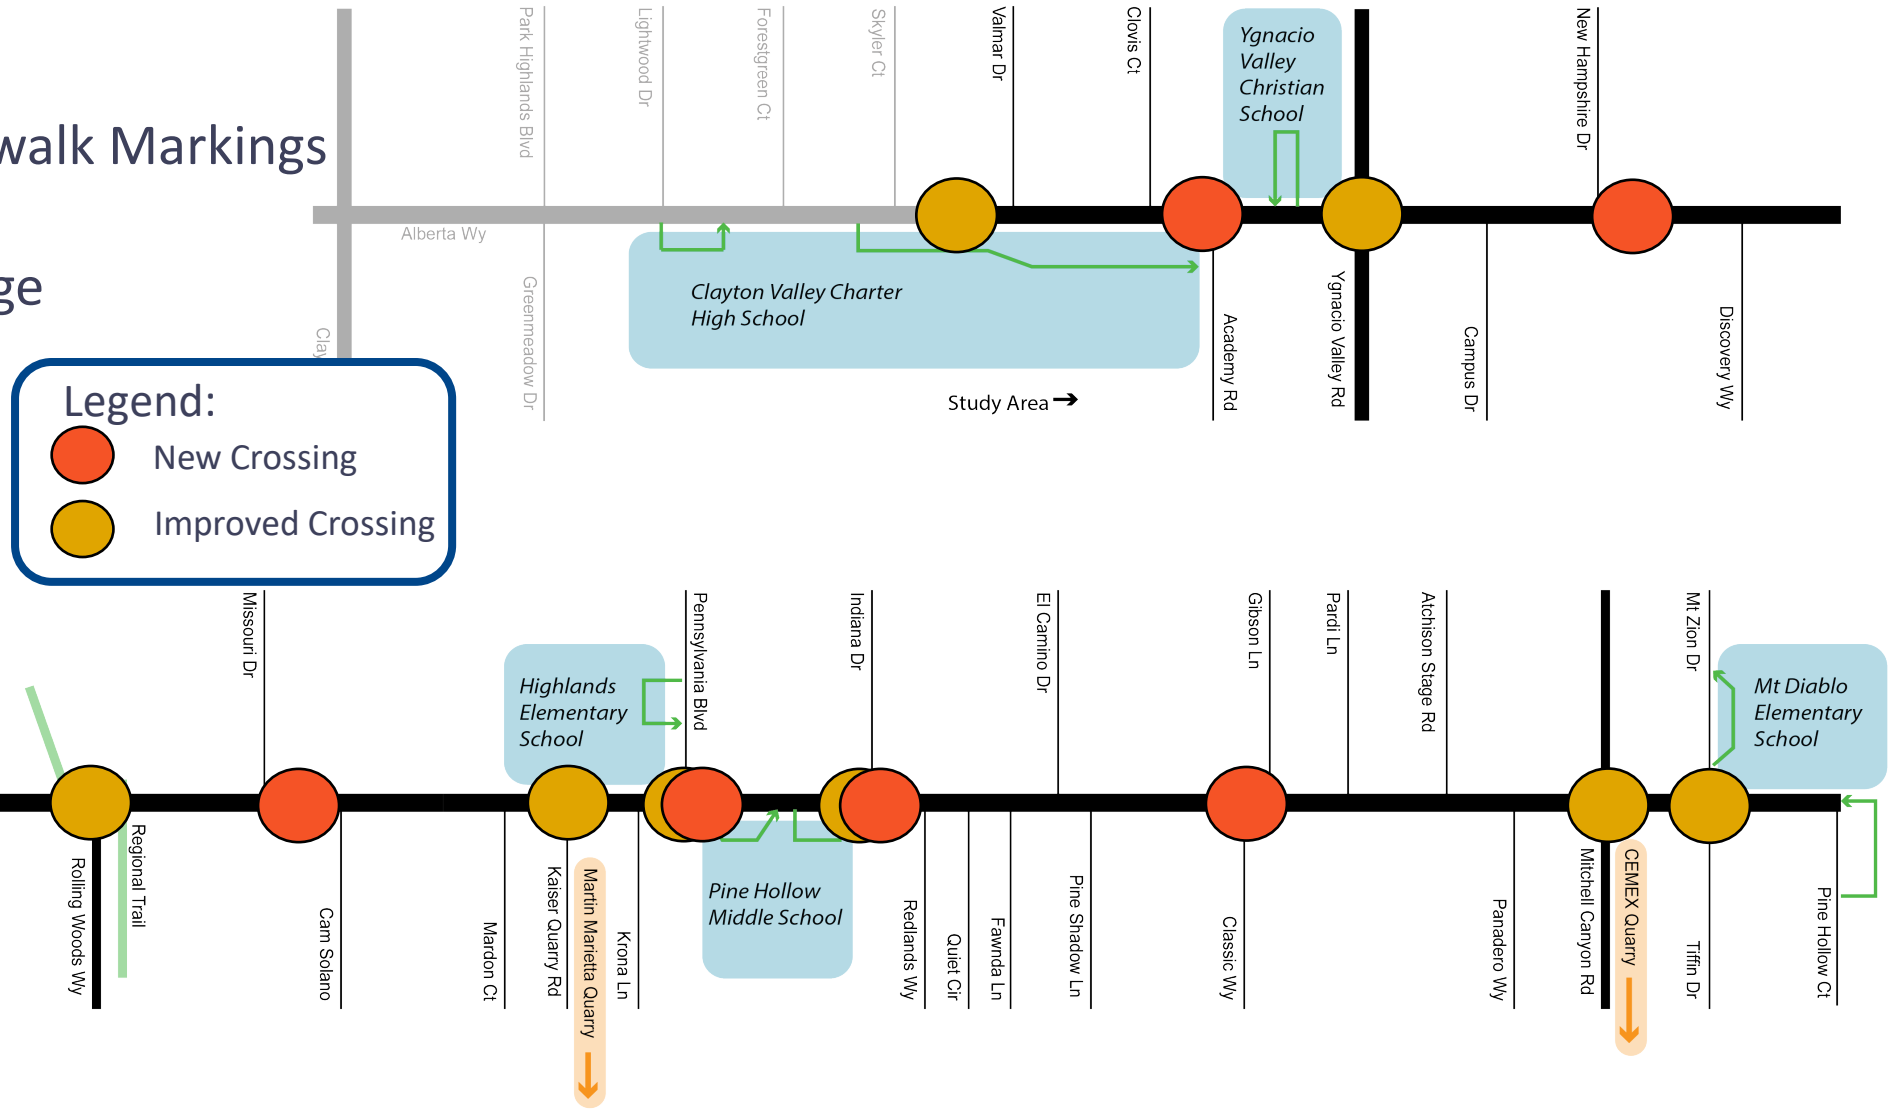 walk Markings
ge
Legend:
New Crossing
Improved Crossing
Park Highlands Blvd
Lightwood Dr
Forestgreen Ct
Skyler Ct
Valmar Dr
Clovis Ct
Ygnacio
Valley
Christian
School
New Hampshire Dr
Alberta Wy
Clay
Greenmeadow Dr
Clayton Valley Charter
High School
Study Area
Academy Rd
Ygnacio Valley Rd
Campus Dr
Discovery Wy
Missouri Dr
Highlands
Elementary
School
Pennsylvania Blvd
Indiana Dr
El Camino Dr
Gibson Ln
Pardi Ln
Atchison Stage Rd
Mt Zion Dr
Mt Diablo
Elementary
School
Rolling Woods Wy
Regional Trail
Cam Solano
Mardon Ct
Kaiser Quarry Rd
Martin Marietta Quarry
Krona Ln
Pine Hollow
Middle School
Redlands Wy
Quiet Cir
Fawnda Ln
Pine Shadow Ln
Classic Wy
Panadero Wy
Mitchell Canyon Rd
CEMEX Quarry
Tiffin Dr
Pine Hollow Ct